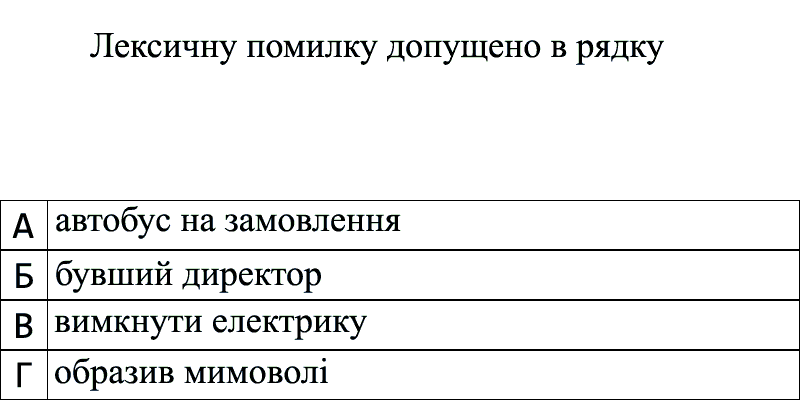 Лексичну помилку допущено в рядку
А автобус на замовлення
Б бувший директор
В вимкнути електрику
Г образив мимоволі